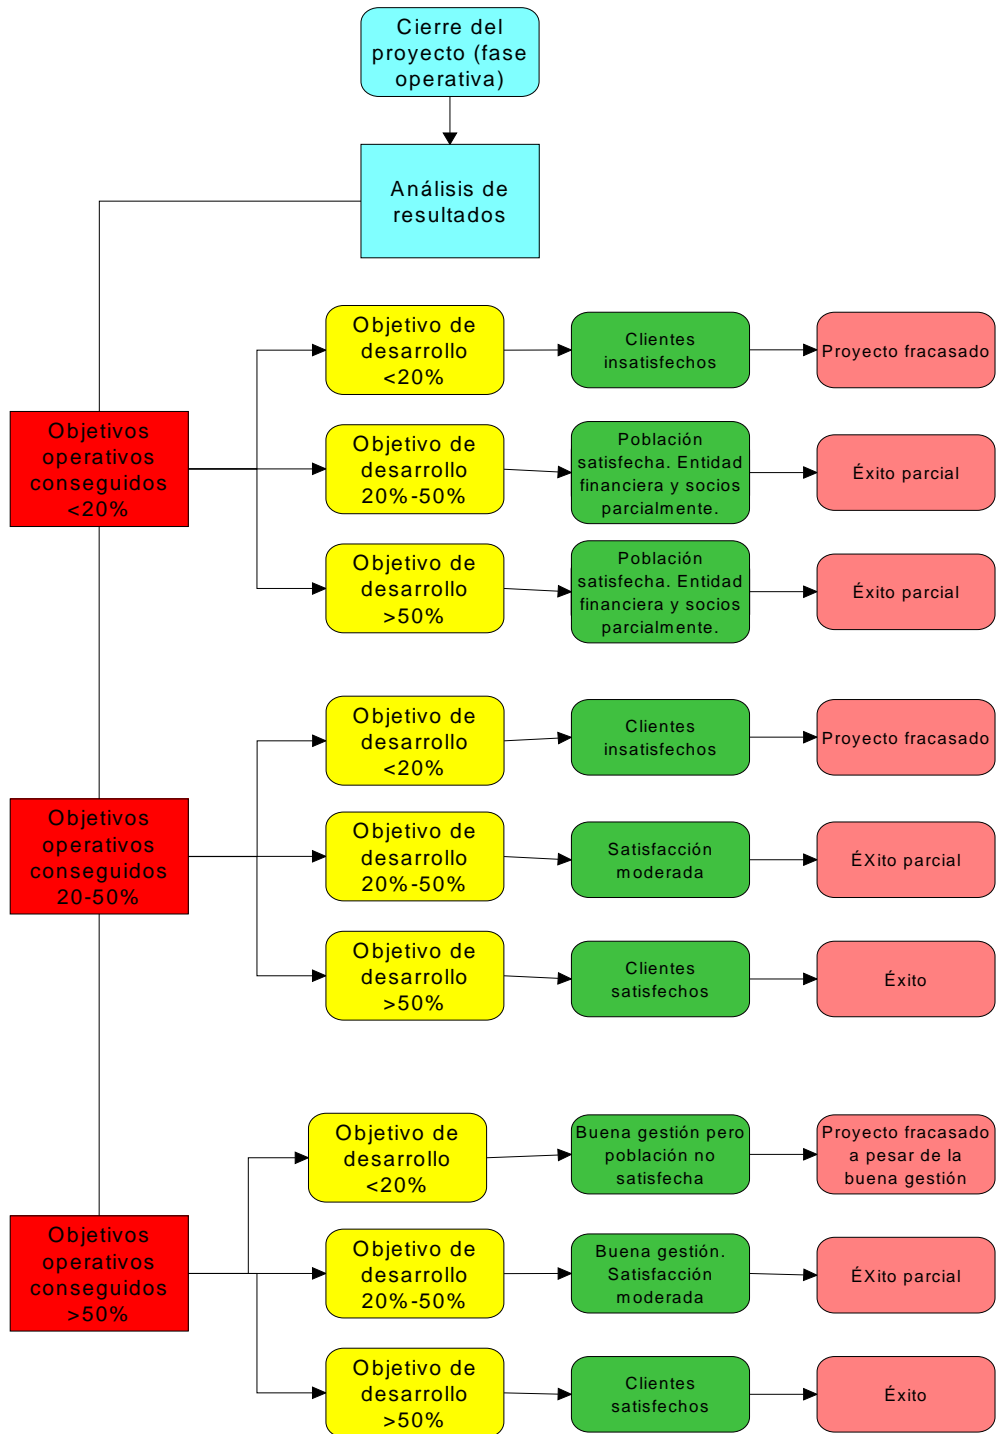 Cierre del
proyecto (fase
operativa)
Análisis de
resultados
Objetivos
operativos
conseguidos
<20%
Objetivo de
desarrollo
<20%
Clientes
insatisfechos
Proyecto fracasado
Objetivo de
desarrollo
20%-50%
Población
satisfecha. Entidad
financiera y socios
parcialmente.
Éxito parcial
Objetivo de
desarrollo
>50%
Población
satisfecha. Entidad
financiera y socios
parcialmente.
Éxito parcial
Objetivos
operativos
conseguidos
20-50%
Objetivo de
desarrollo
<20%
Clientes
insatisfechos
Proyecto fracasado
Objetivo de
desarrollo
20%-50%
Satisfacción
moderada
ÉXito parcial
Objetivo de
desarrollo
>50%
Clientes
satisfechos
Éxito
Objetivos
operativos
conseguidos
>50%
Objetivo de
desarrollo
<20%
Buena gestión pero
población no
satisfecha
Proyecto fracasado
a pesar de la
buena gestión
Objetivo de
desarrollo
20%-50%
Buena gestión.
Satisfacción
moderada
ÉXito parcial
Objetivo de
desarrollo
>50%
Clientes
satisfechos
Éxito